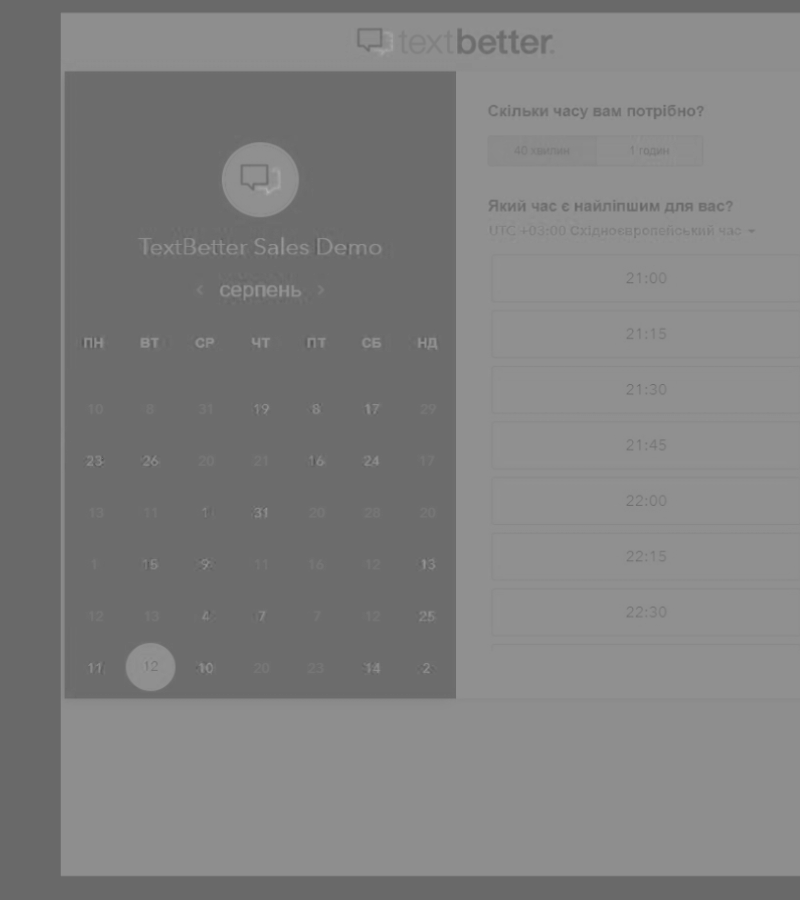 textbetter.
TextBetter Sales Demo
‹ серпень ›
ПН ВТ СР ЧТ ПТ СБ НД
10 8 31 19 8 17 29
23 26 20 21 16 24 17
13 11 1 31 20 28 20
1 15 9 11 16 12 13
12 13 4 7 7 12 25
11 12 10 20 23 14 2
Скільки часу вам потрібно?
40 хвилин 1 годин
Який час є найліпшим для вас?
UTC +03:00 Східноєвропейський час
21:00
21:15
21:30
21:45
22:00
22:15
22:30